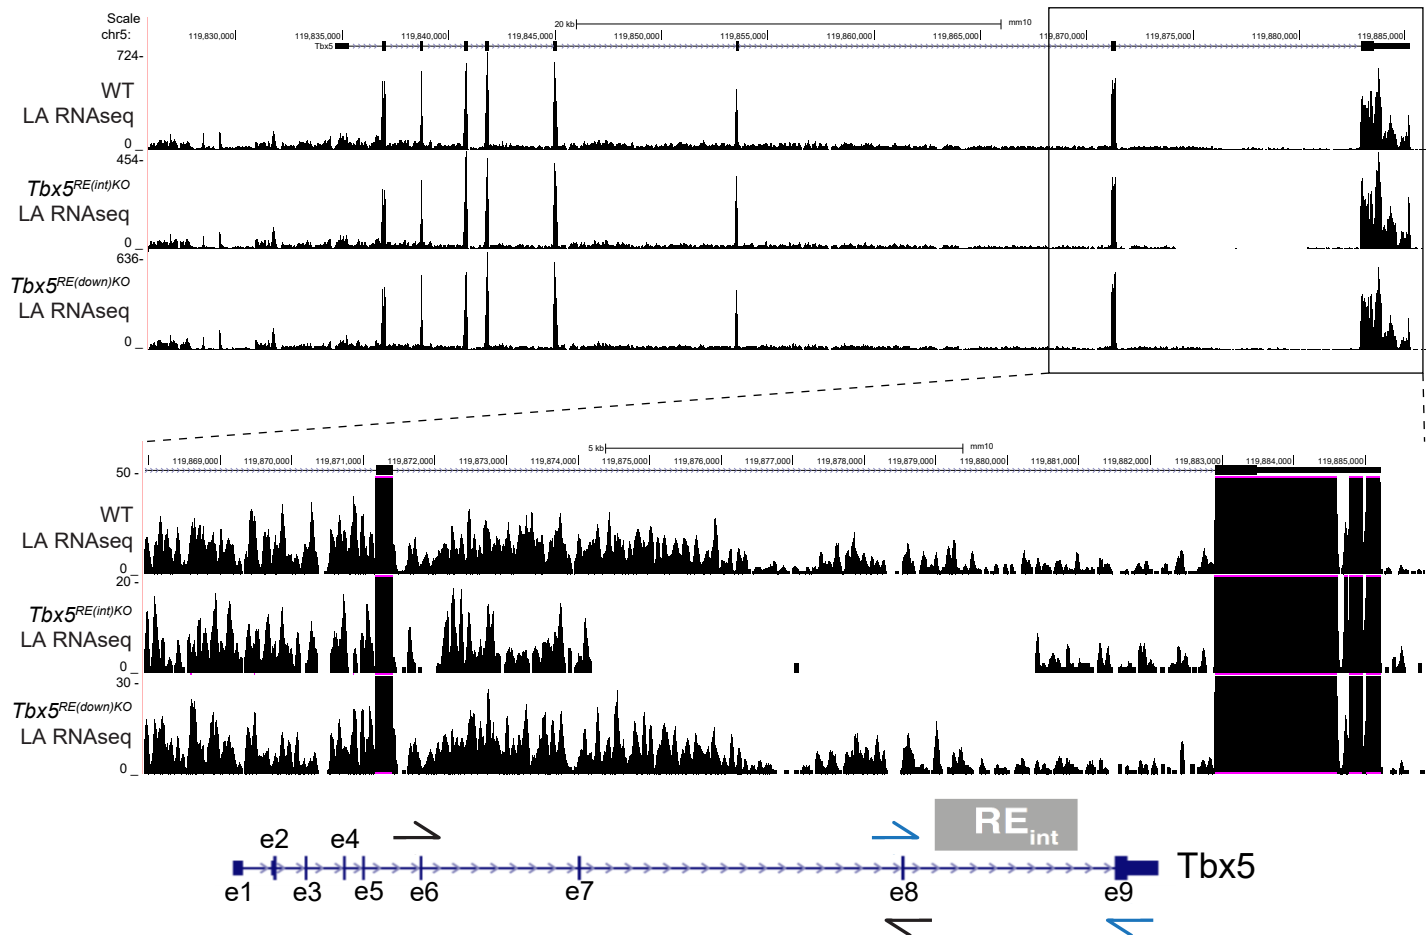 Scale
20 kb
mm10
chr5:
119,830,000
119,835,000
119,840,000
119,845,000
119,850,000
119,855,000
119,860,000
119,865,000
119,870,000
119,875,000
119,880,000
119,885,000
Tbx5
724-
WT
LA RNAseq
0
454-
Tbx5RE(int)KO
LA RNAseq
0
636-
Tbx5RE(down)KO
LA RNAseq
0
5 kb
mm10
119,869,000
119,870,000
119,871,000
119,872,000
119,873,000
119,874,000
119,875,000
119,876,000
119,877,000
119,878,000
119,879,000
119,880,000
119,881,000
119,882,000
119,883,000
119,884,000
119,885,000
50 -
WT
LA RNAseq
0
20 -
Tbx5RE(int)KO
LA RNAseq
0
30 -
Tbx5RE(down)KO
LA RNAseq
0
REint
e2 e4
Tbx5
e1 e3 e5 e6 e7 e8 e9